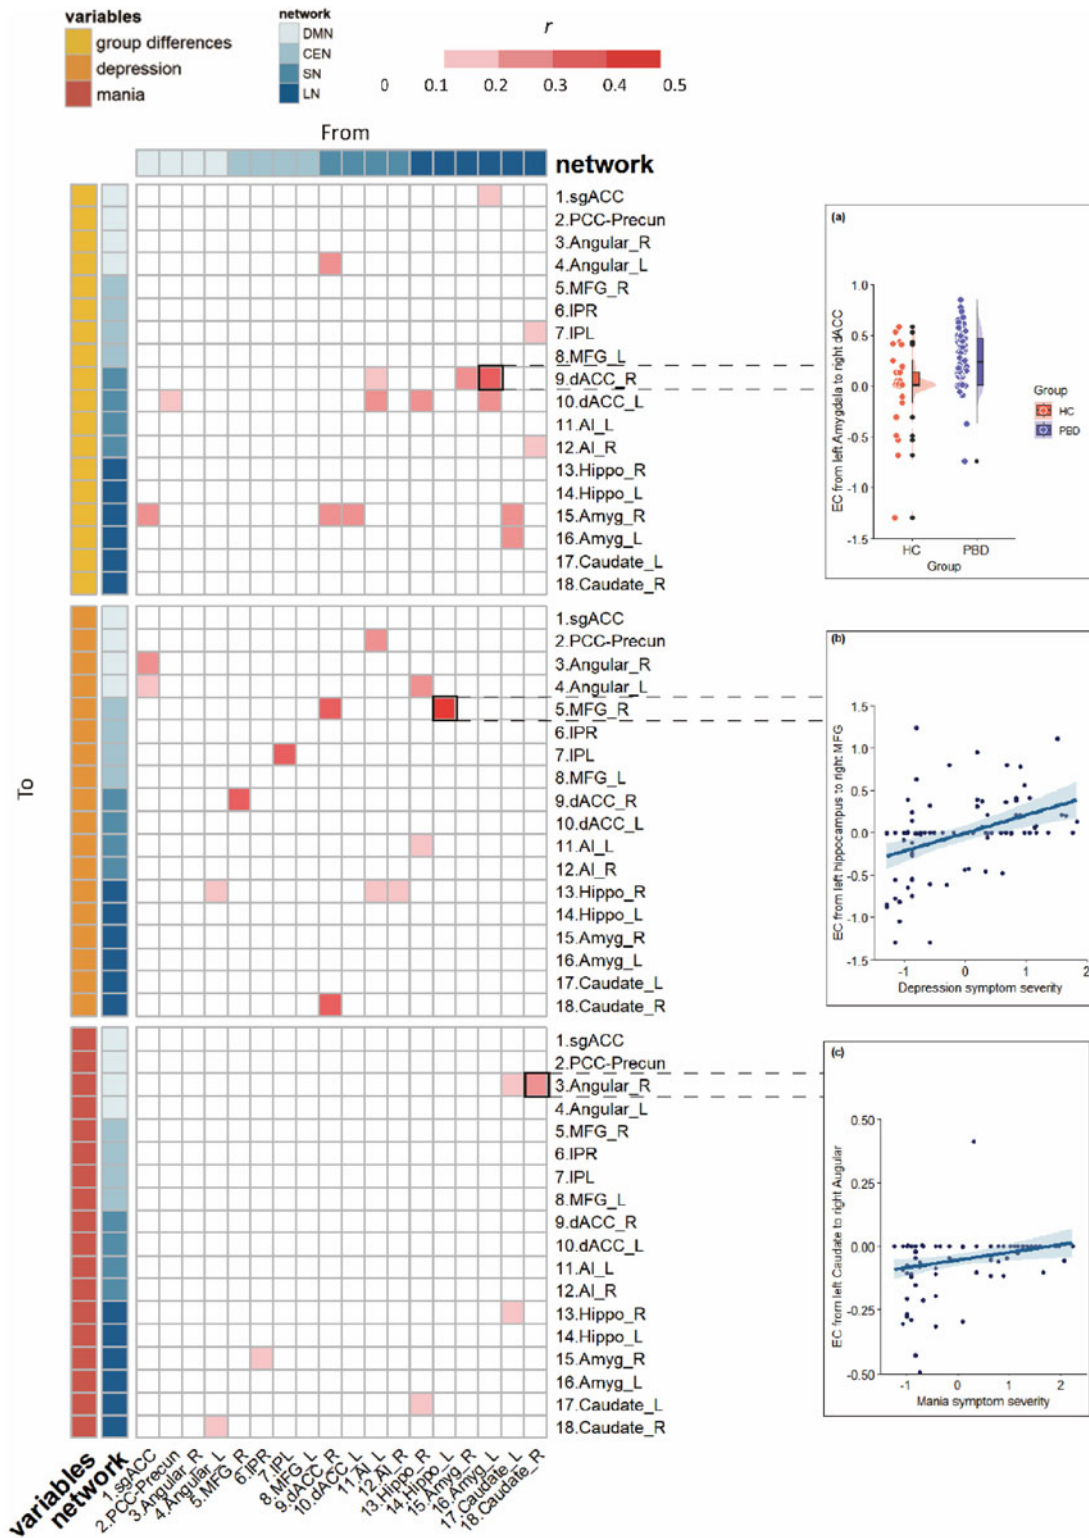 variables
group differences
depression
mania
network
DMN
CEN
SN
LN
r
0 0.1 0.2 0.3 0.4 0.5
From
network
To
1.sgACC
2.PCC-Precun
3.Angular_R
4.Angular_L
5.MFG_R
6.IPR
7.IPL
8.MFG_L
9.dACC_R
10.dACC_L
11.AI_L
12.AI_R
13.Hippo_R
14.Hippo_L
15.Amyg_R
16.Amyg_L
17.Caudate_L
18.Caudate_R
1.sgACC
2.PCC-Precun
3.Angular_R
4.Angular_L
5.MFG_R
6.IPR
7.IPL
8.MFG_L
9.dACC_R
10.dACC_L
11.AI_L
12.AI_R
13.Hippo_R
14.Hippo_L
15.Amyg_R
16.Amyg_L
17.Caudate_L
18.Caudate_R
1.sgACC
2.PCC-Precun
3.Angular_R
4.Angular_L
5.MFG_R
6.IPR
7.IPL
8.MFG_L
9.dACC_R
10.dACC_L
11.AI_L
12.AI_R
13.Hippo_R
14.Hippo_L
15.Amyg_R
16.Amyg_L
17.Caudate_L
18.Caudate_R
variables
network
1.sgACC
2.PCC-Precun
3.Angular_R
4.Angular_L
5.MFG_R
6.IPR
7.IPL
8.MFG_L
9.dACC_R
10.dACC_L
11.AI_L
12.AI_R
13.Hippo_R
14.Hippo_L
15.Amyg_R
16.Amyg_L
17.Caudate_L
18.Caudate_R
(a)
EC from left Amygdala to right dACC
1.0
0.5
0.0
-0.5
-1.0
-1.5
HC PBD
Group
Group
HC
PBD
(b)
EC from left hippocampus to right MFG
1.5
1.0
0.5
0.0
-0.5
-1.0
-1.5
-1 0 1 2
Depression symptom severity
(c)
EC from left Caudate to right Augular
0.50
0.25
0.00
-0.25
-0.50
-1 0 1 2
Mania symptom severity